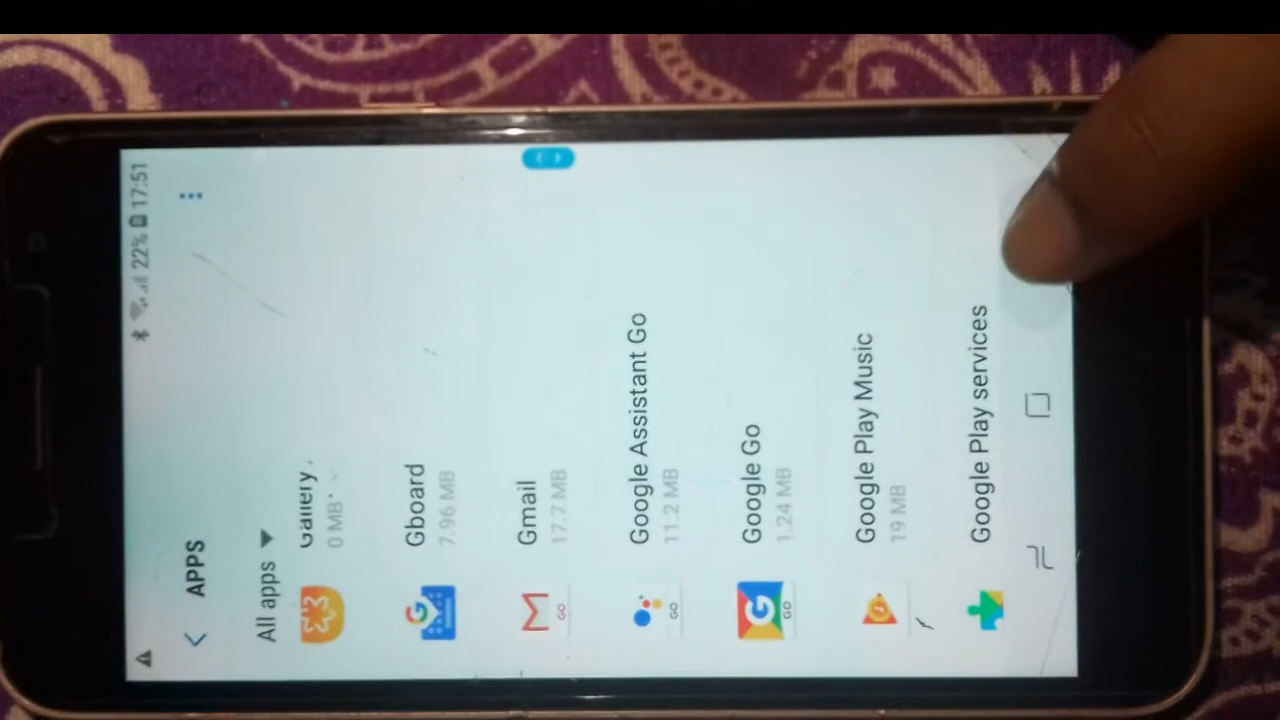 22% 17:51
APPS
All apps
Gallery
0 MB
Gboard
7.96 MB
Gmail
17.7 MB
GO
Google Assistant Go
11.2 MB
GO
Google Go
1.24 MB
GO
Google Play Music
19 MB
Google Play services